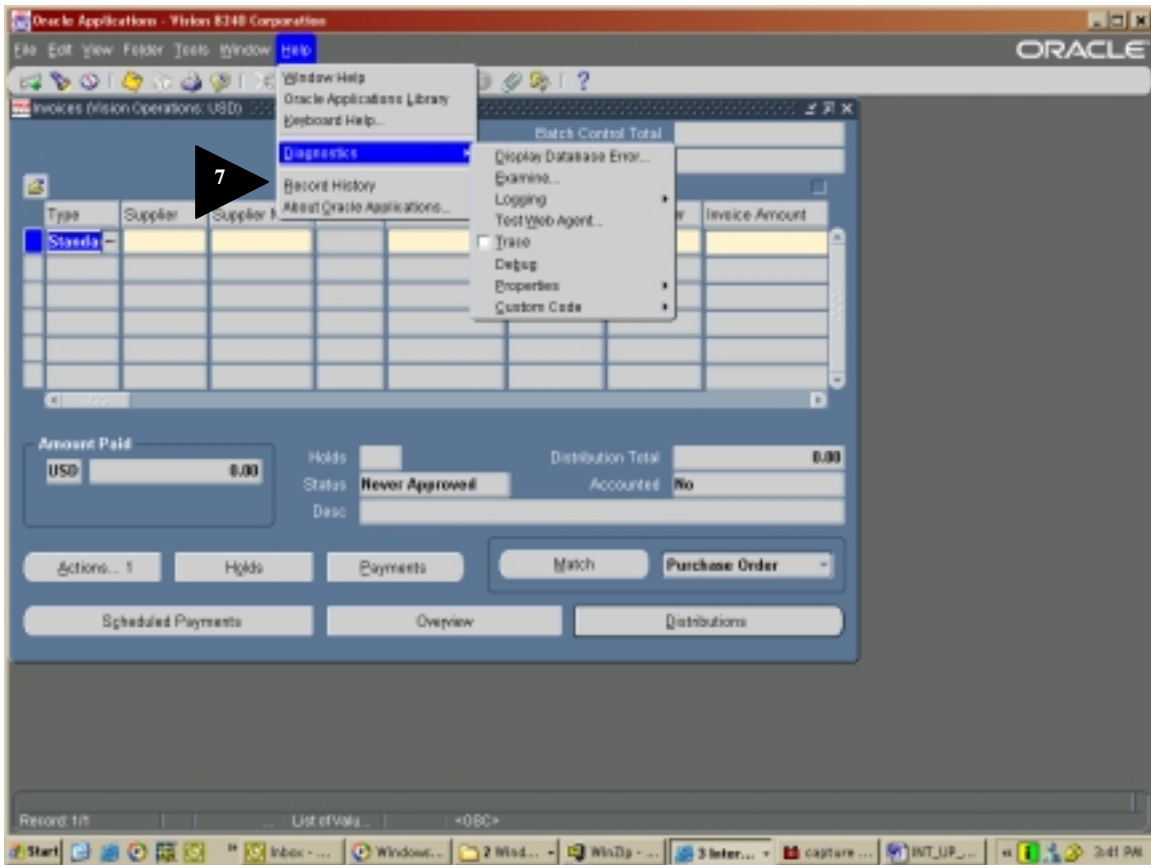 Oracle Applications - Vision 8240 Corporation
File Edit View Folder Tools Window Help
ORACLE
Invoices (Vision Operations: USD)
Window Help
Oracle Applications Library
Keyboard Help...
Diagnostics
Record History
About Oracle Applications...
7
Display Database Error...
Examine...
Logging
Test Web Agent...
Trace
Debug
Properties
Custom Code
Batch Control Total
Type Supplier Supplier Invoice Amount
Standa
Amount Paid
USD 0.00
Holds
Distribution Total 0.00
Status Never Approved
Accounted No
Desc
Actions... 1 Holds Payments Match Purchase Order
Scheduled Payments Overview Distributions
Record: 1/1 ... List of Valu... <OSC>
Start Inbox - ... Windows... 2 Wind... WinZip - ... 3 Inter... capture ... INT_UP_... 3:41 PM